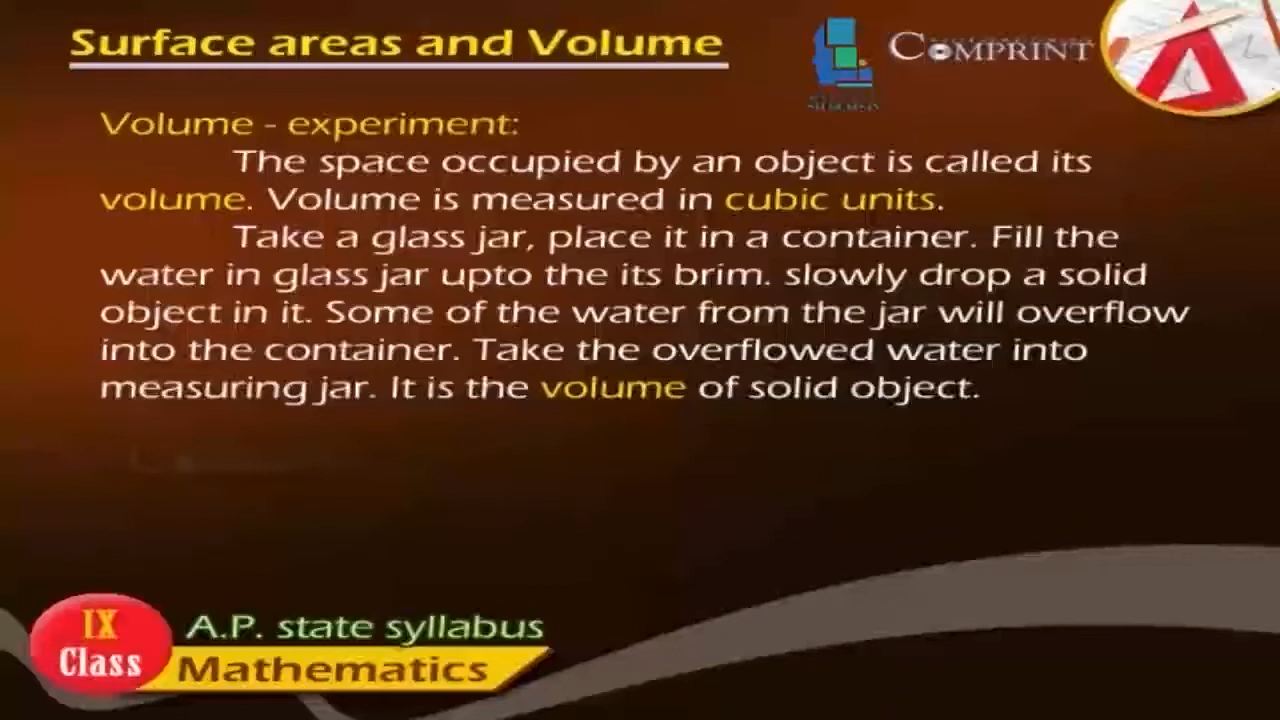 Surface areas and Volume
COMPRINT
Volume - experiment:
The space occupied by an object is called its
volume. Volume is measured in cubic units.
Take a glass jar, place it in a container. Fill the
water in glass jar upto the its brim. slowly drop a solid
object in it. Some of the water from the jar will overflow
into the container. Take the overflowed water into
measuring jar. It is the volume of solid object.
IX
Class
A.P. state syllabus
Mathematics